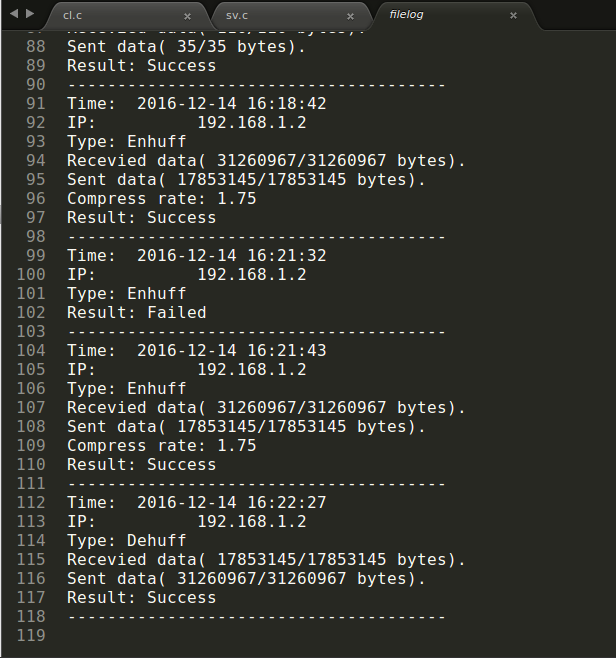 cl.c × sv.c × filelog ×
88 Sent data( 35/35 bytes).
89 Result: Success
90 --------------------------------------
91 Time:  2016-12-14 16:18:42
92 IP:          192.168.1.2
93 Type: Enhuff
94 Recevied data( 31260967/31260967 bytes).
95 Sent data( 17853145/17853145 bytes).
96 Compress rate: 1.75
97 Result: Success
98 --------------------------------------
99 Time:  2016-12-14 16:21:32
100 IP:          192.168.1.2
101 Type: Enhuff
102 Result: Failed
103 --------------------------------------
104 Time:  2016-12-14 16:21:43
105 IP:          192.168.1.2
106 Type: Enhuff
107 Recevied data( 31260967/31260967 bytes).
108 Sent data( 17853145/17853145 bytes).
109 Compress rate: 1.75
110 Result: Success
111 --------------------------------------
112 Time:  2016-12-14 16:22:27
113 IP:          192.168.1.2
114 Type: Dehuff
115 Recevied data( 17853145/17853145 bytes).
116 Sent data( 31260967/31260967 bytes).
117 Result: Success
118 --------------------------------------
119